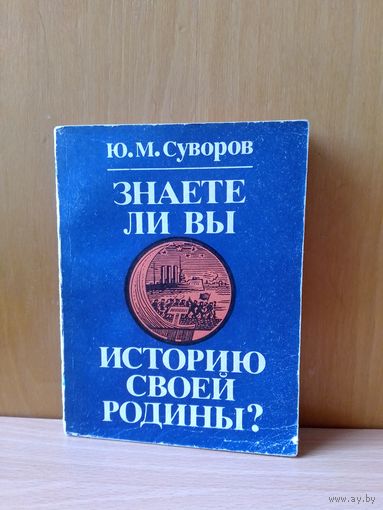 Ю. М. Суворов
ЗНАЕТЕ
ЛИ ВЫ
ИСТОРИЮ
СВОЕЙ
РОДИНЫ?
www.ay.by